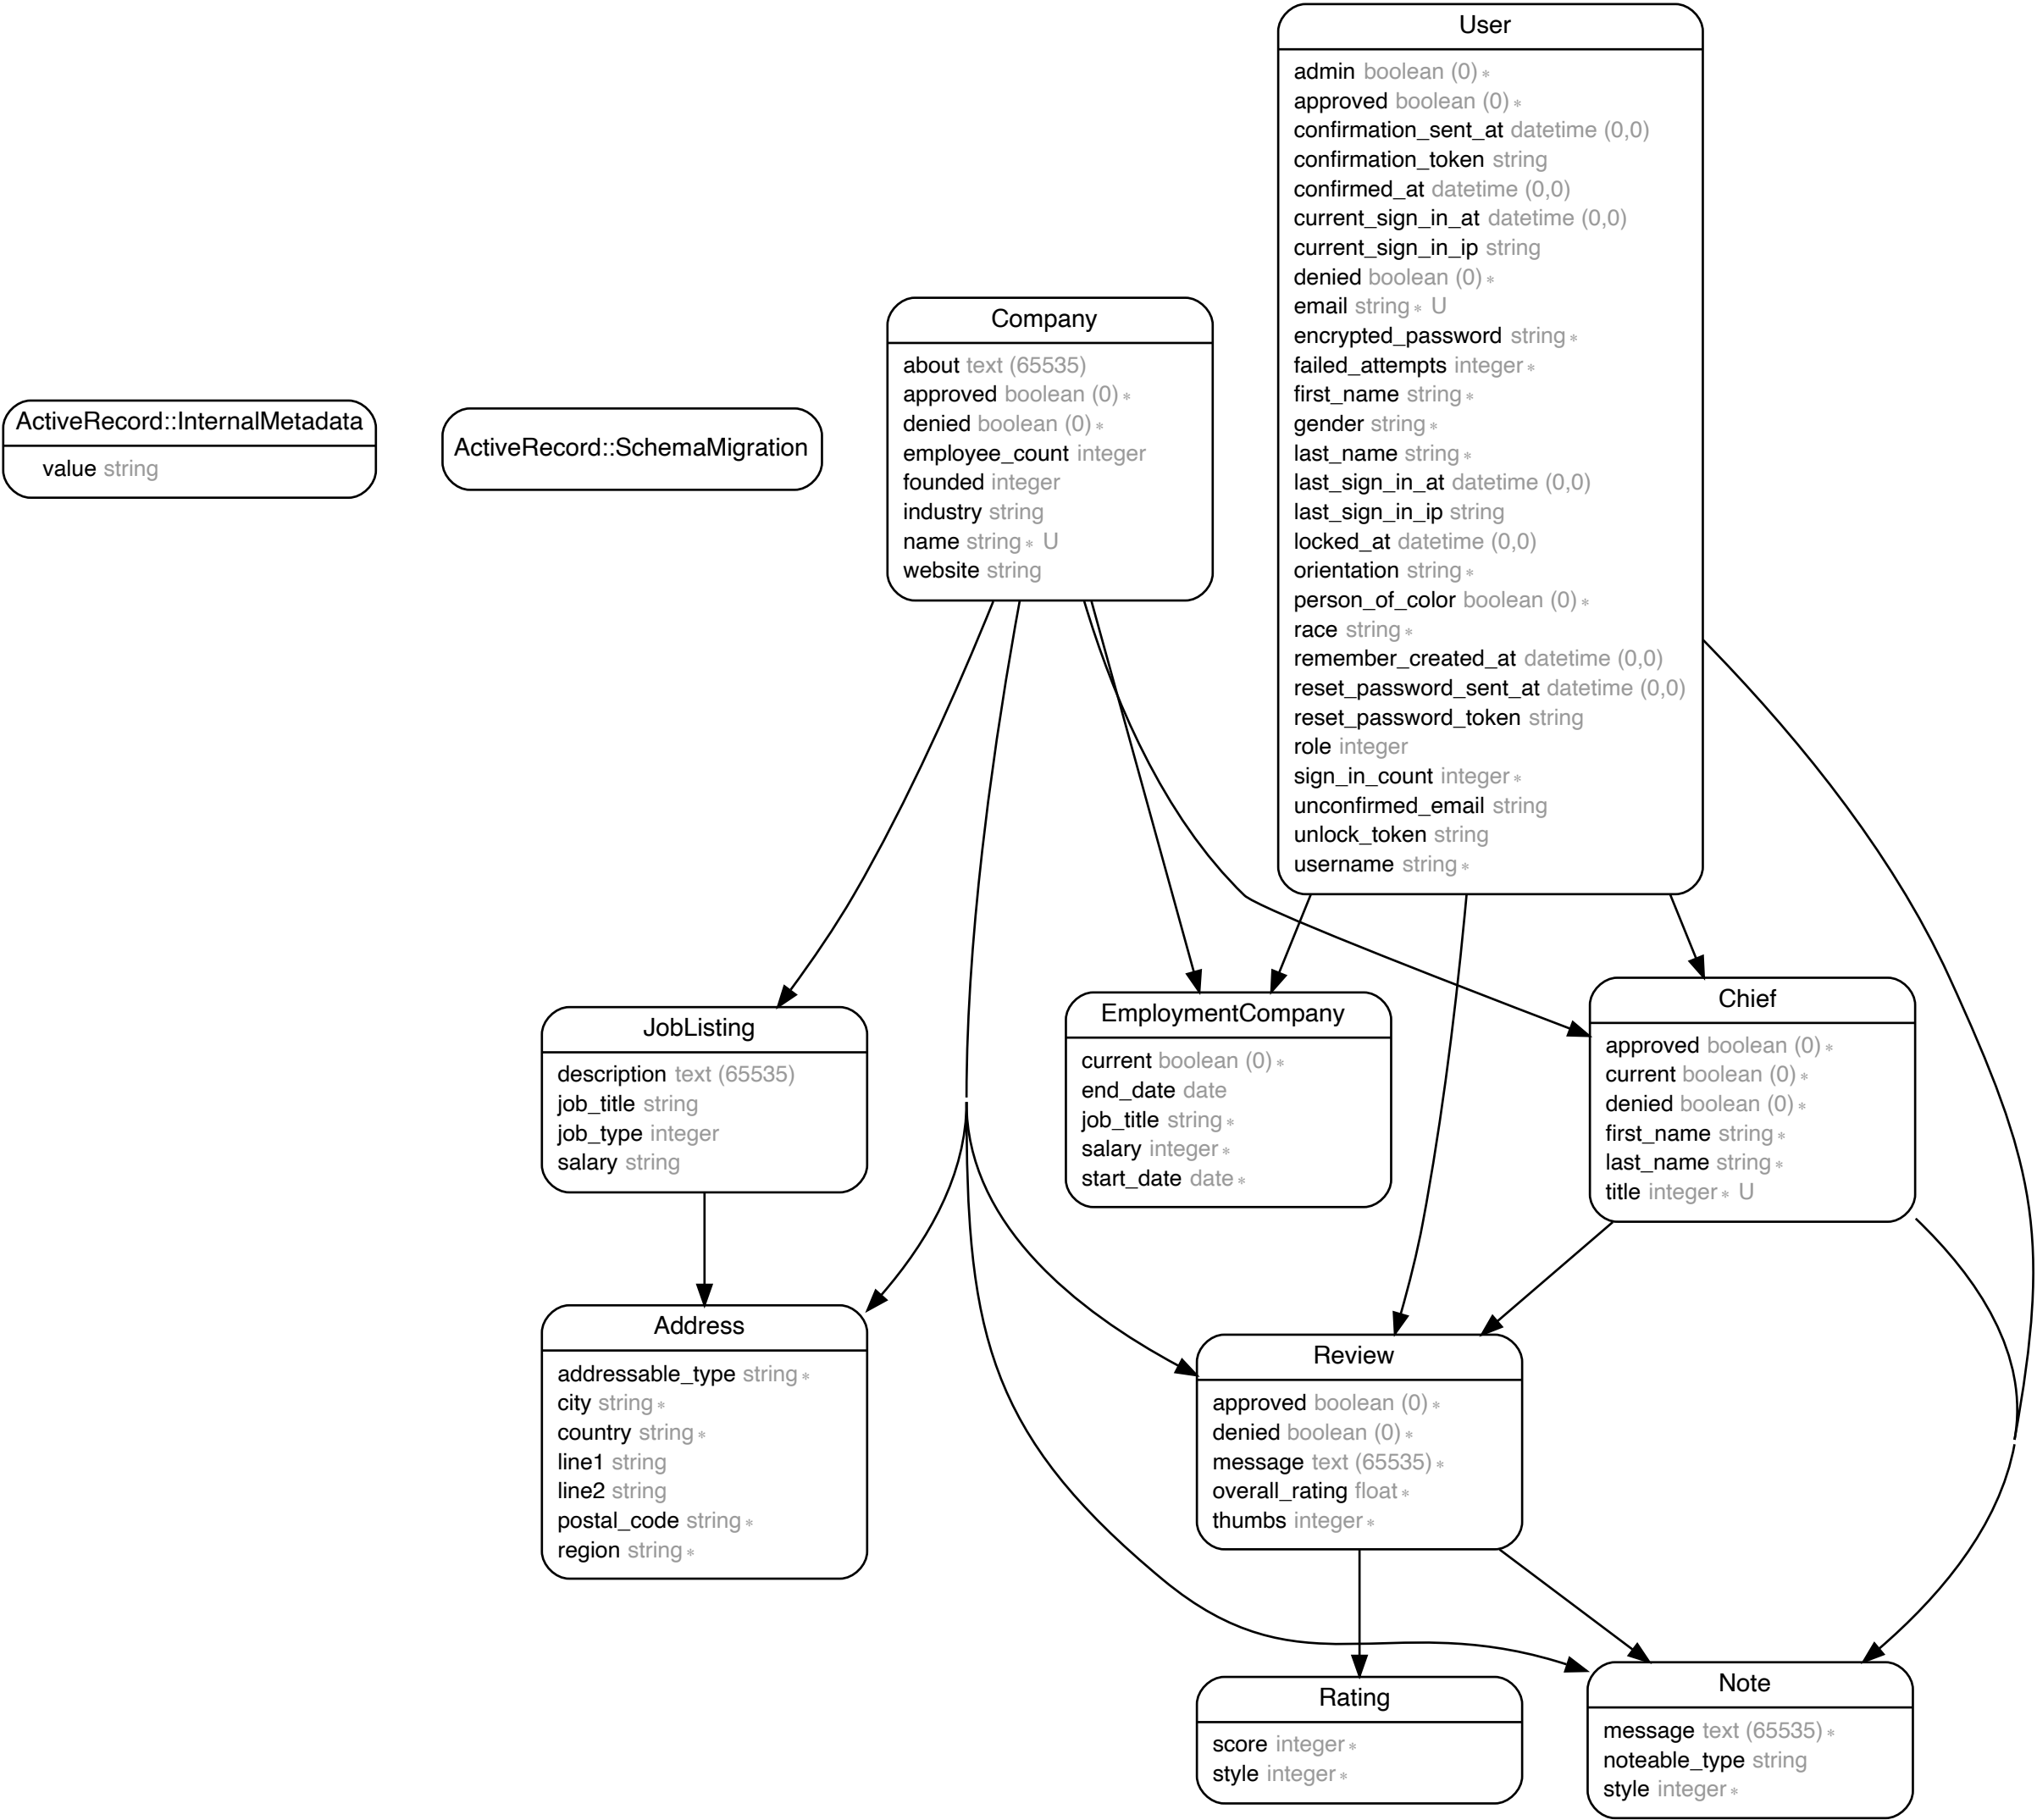 User
admin boolean (0) *
approved boolean (0) *
confirmation_sent_at datetime (0,0)
confirmation_token string
confirmed_at datetime (0,0)
current_sign_in_at datetime (0,0)
current_sign_in_ip string
denied boolean (0) *
email string * U
encrypted_password string *
failed_attempts integer *
first_name string *
gender string *
last_name string *
last_sign_in_at datetime (0,0)
last_sign_in_ip string
locked_at datetime (0,0)
orientation string *
person_of_color boolean (0) *
race string *
remember_created_at datetime (0,0)
reset_password_sent_at datetime (0,0)
reset_password_token string
role integer
sign_in_count integer *
unconfirmed_email string
unlock_token string
username string *
Company
about text (65535)
approved boolean (0) *
denied boolean (0) *
employee_count integer
founded integer
industry string
name string * U
website string
ActiveRecord::InternalMetadata
value string
ActiveRecord::SchemaMigration
JobListing
description text (65535)
job_title string
job_type integer
salary string
EmploymentCompany
current boolean (0) *
end_date date
job_title string *
salary integer *
start_date date *
Chief
approved boolean (0) *
current boolean (0) *
denied boolean (0) *
first_name string *
last_name string *
title integer * U
Address
addressable_type string *
city string *
country string *
line1 string
line2 string
postal_code string *
region string *
Review
approved boolean (0) *
denied boolean (0) *
message text (65535) *
overall_rating float *
thumbs integer *
Rating
score integer *
style integer *
Note
message text (65535) *
noteable_type string
style integer *